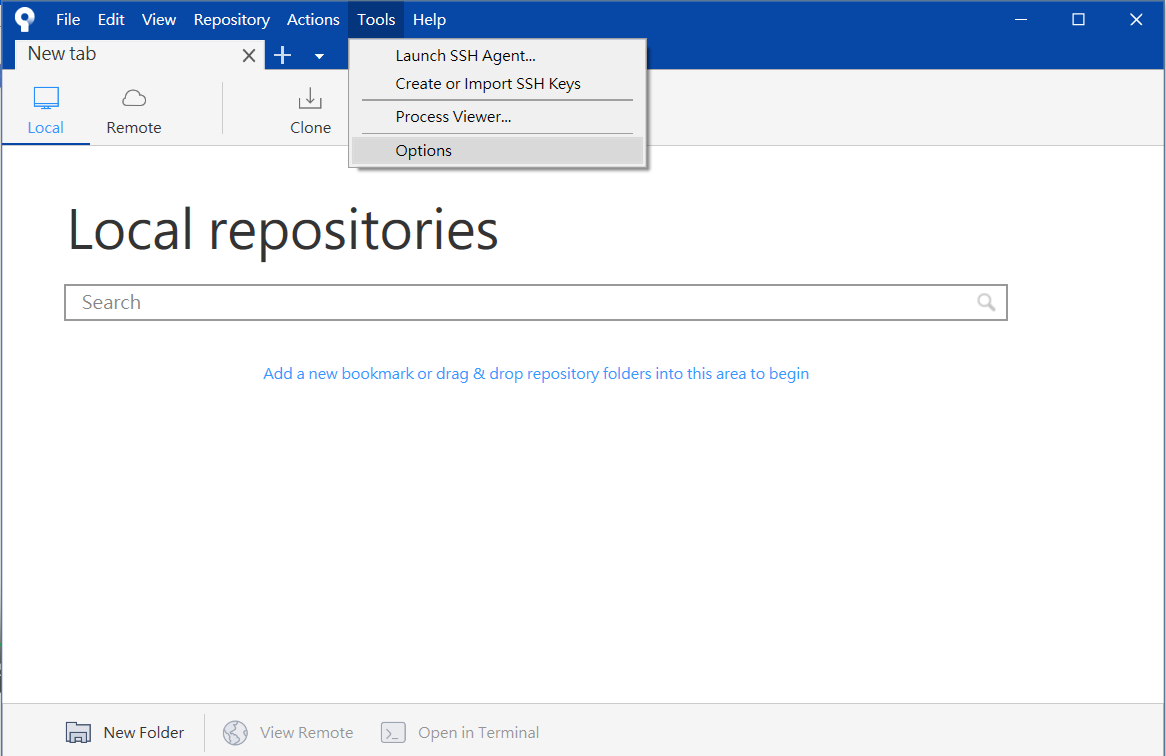 File Edit View Repository Actions Tools Help
New tab
Launch SSH Agent...
Create or Import SSH Keys
Process Viewer...
Options
Local Remote Clone
Local repositories
Search
Add a new bookmark or drag & drop repository folders into this area to begin
New Folder View Remote Open in Terminal